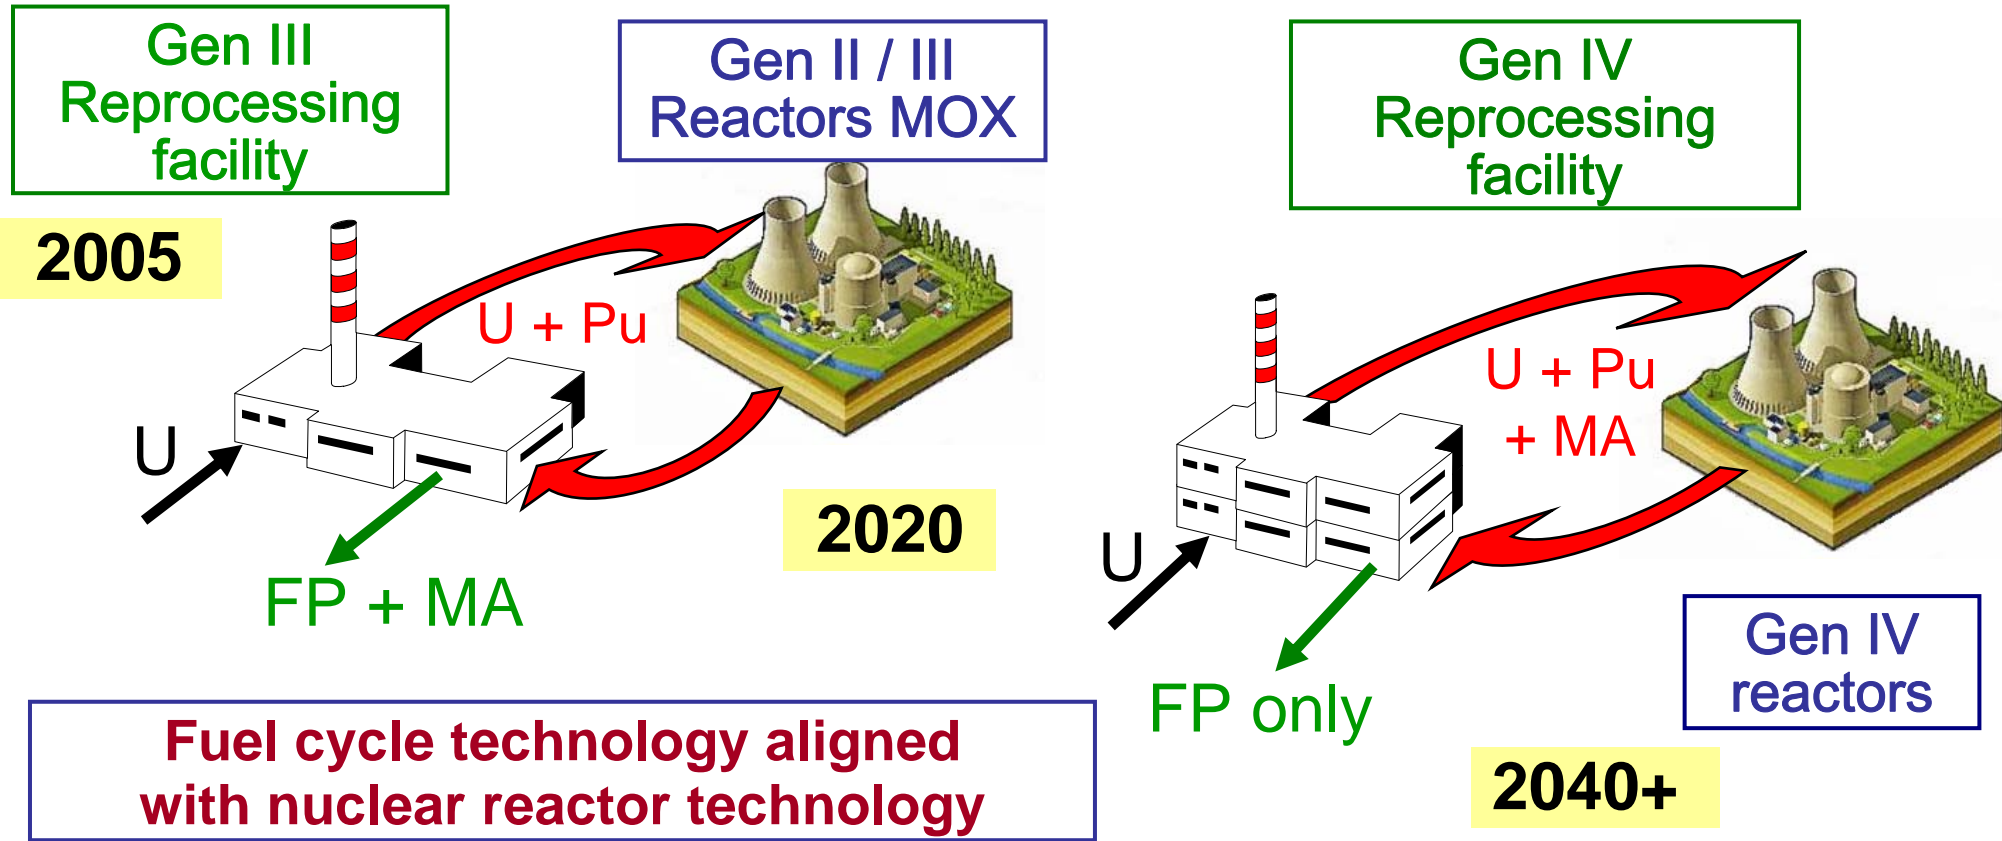 Gen III
Reprocessing
facility
Gen II / III
Reactors MOX
2005
U + Pu
U
FP + MA
2020
Gen IV
Reprocessing
facility
U + Pu
+ MA
U
FP only
Gen IV
reactors
2040+
Fuel cycle technology aligned
with nuclear reactor technology